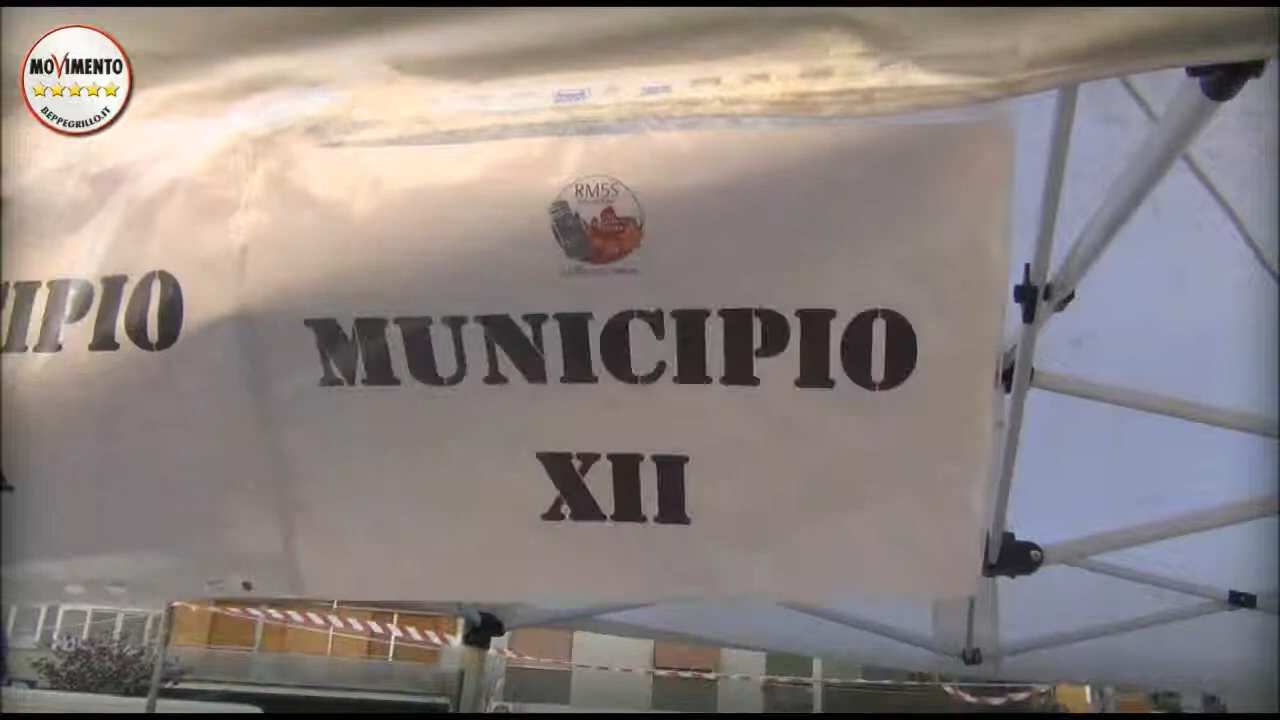 MOVIMENTO
BEPPEGRILLO.IT
RM5S
IPIO
MUNICIPIO
XII